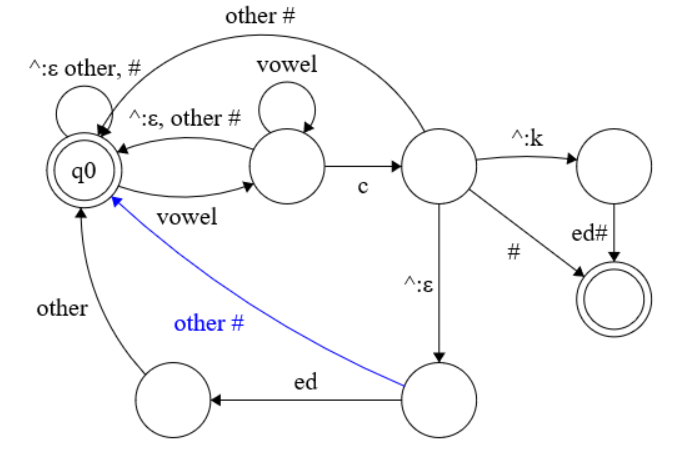 other #
^:ε other, #
vowel
^:ε, other #
^:k
q0
c
vowel
ed#
#
^:ε
other
other #
ed